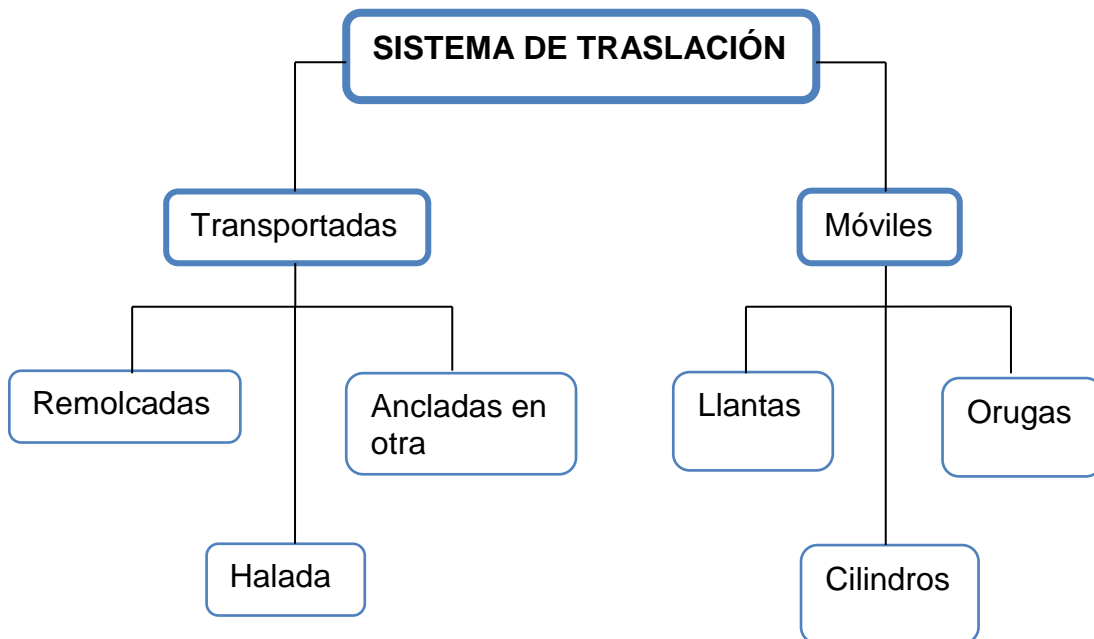 SISTEMA DE TRASLACIÓN
Transportadas
Móviles
Remolcadas
Ancladas en
otra
Llantas
Orugas
Halada
Cilindros